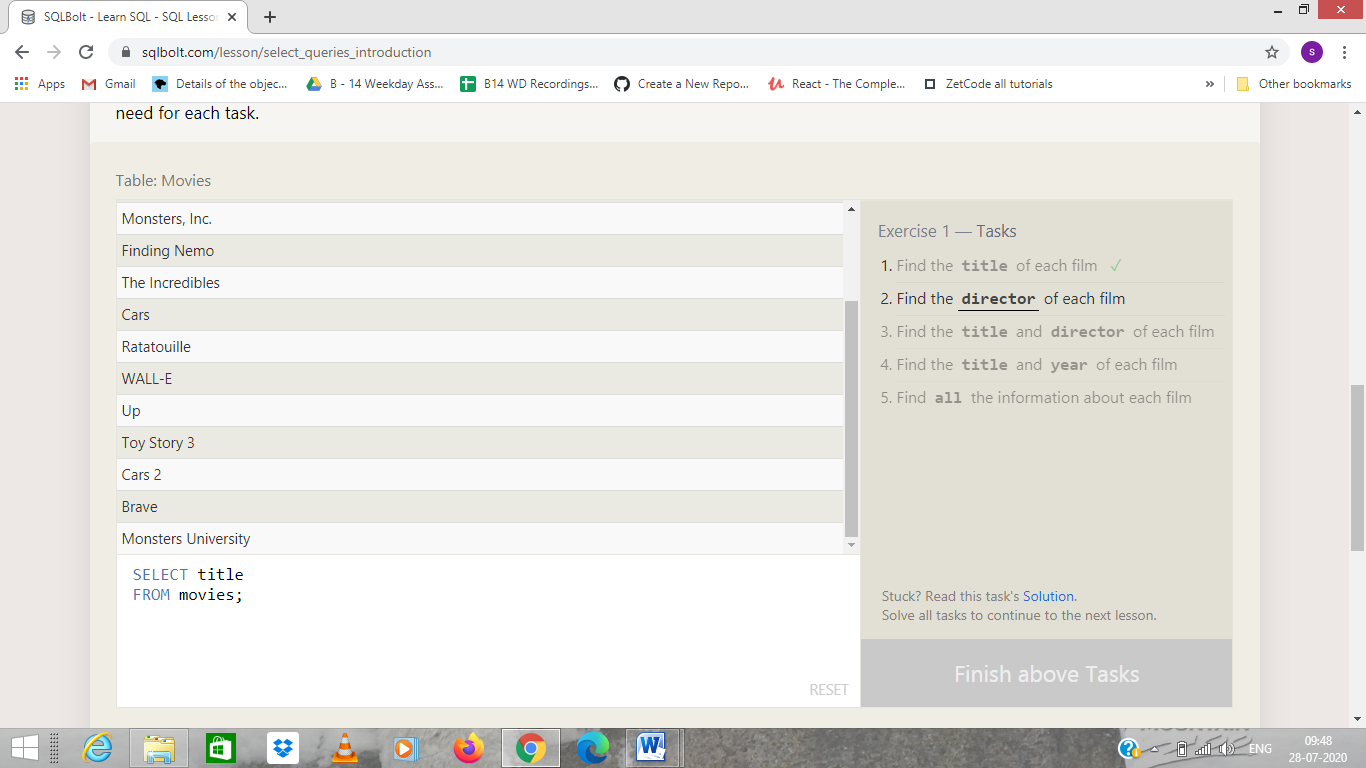 SQLBolt - Learn SQL - SQL Lesso
sqlbolt.com/lesson/select_queries_introduction
S
Apps
Gmail
Details of the objec...
B - 14 Weekday Ass...
B14 WD Recordings...
Create a New Repo...
React - The Comple...
ZetCode all tutorials
»
Other bookmarks
need for each task.
Table: Movies
Monsters, Inc.
Finding Nemo
The Incredibles
Cars
Ratatouille
WALL-E
Up
Toy Story 3
Cars 2
Brave
Monsters University
SELECT title
FROM movies;
RESET
Exercise 1 — Tasks
1. Find the title of each film ✓
2. Find the director of each film
3. Find the title and director of each film
4. Find the title and year of each film
5. Find all the information about each film
Stuck? Read this task's Solution.
Solve all tasks to continue to the next lesson.
Finish above Tasks
ENG
09:48
28-07-2020